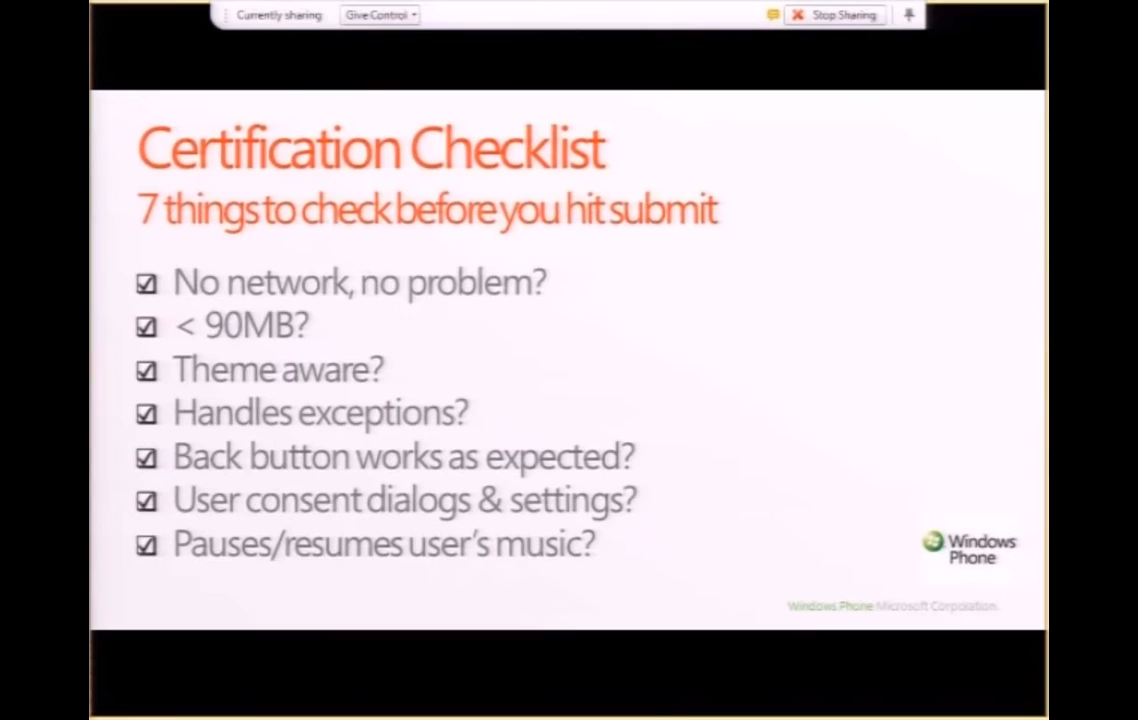 Currently sharing Give Control Stop Sharing
Certification Checklist
7 things to check before you hit submit
No network, no problem?
< 90MB?
Theme aware?
Handles exceptions?
Back button works as expected?
User consent dialogs & settings?
Pauses/resumes user's music?
Windows
Phone
Windows Phone Microsoft Corporation.